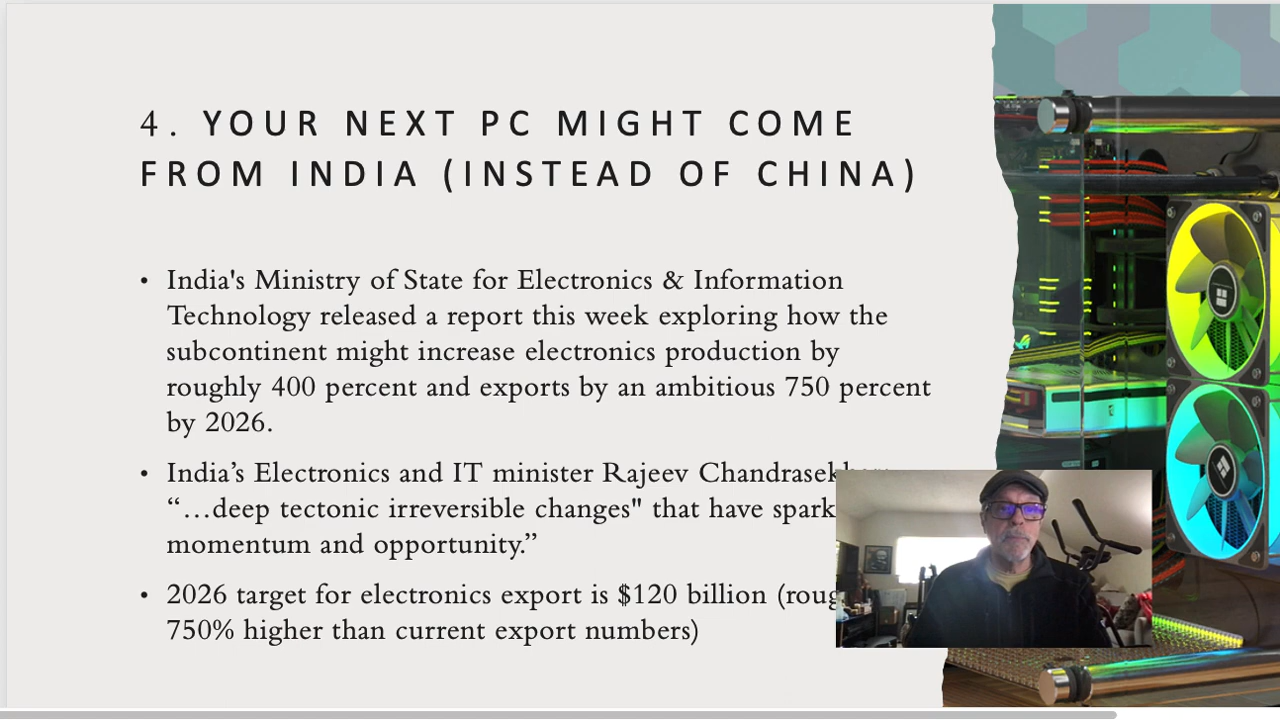 4. YOUR NEXT PC MIGHT COME
FROM INDIA (INSTEAD OF CHINA)
• India's Ministry of State for Electronics & Information
Technology released a report this week exploring how the
subcontinent might increase electronics production by
roughly 400 percent and exports by an ambitious 750 percent
by 2026.
• India’s Electronics and IT minister Rajeev
“…deep tectonic irreversible changes" that have
momentum and opportunity.”
• 2026 target for electronics export is $120 billion
750% higher than current export numbers)